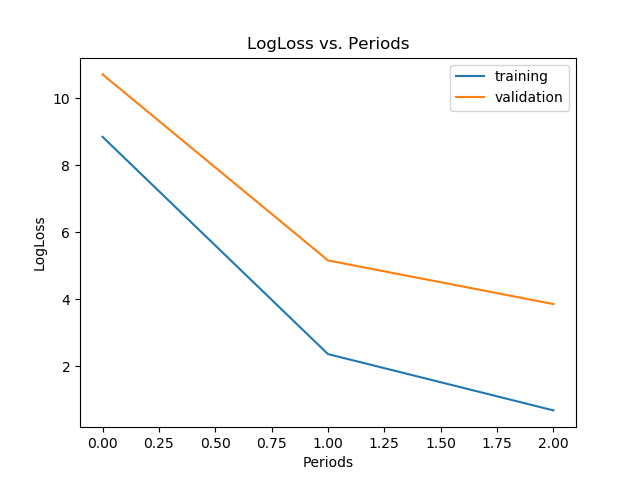 LogLoss vs. Periods
training
validation
10
8
6
4
2
LogLoss
0.00 0.25 0.50 0.75 1.00 1.25 1.50 1.75 2.00
Periods